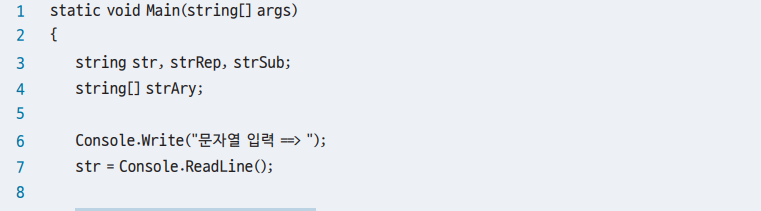 1 static void Main(string[] args)
2 {
3 string str, strRep, strSub;
4 string[] strAry;
5
6 Console.Write("문자열 입력 ==> ");
7 str = Console.ReadLine();
8